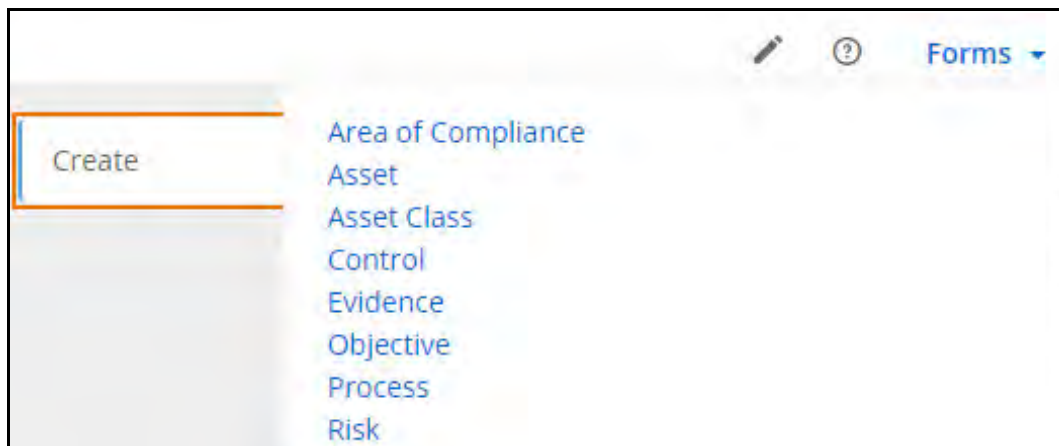 Forms
Create
Area of Compliance
Asset
Asset Class
Control
Evidence
Objective
Process
Risk